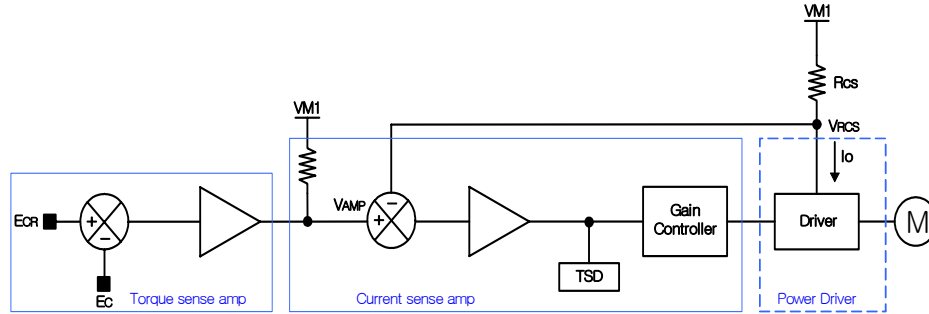 VM1
RCS
VM1
VRCS
IO
VAMP
ECR
+
−
+
−
Gain
Controller
Driver
M
TSD
EC
Torque sense amp
Current sense amp
Power Driver